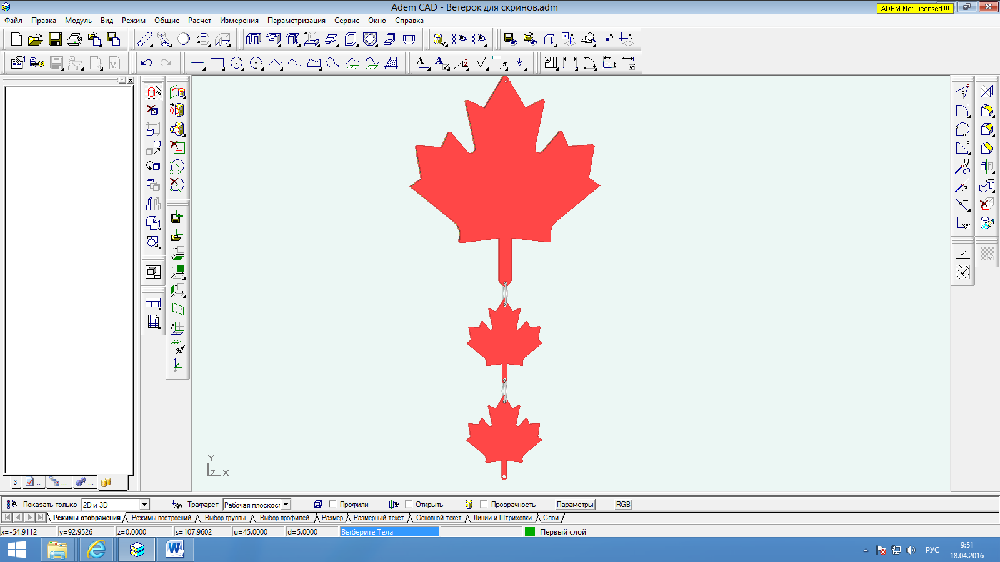 Adem CAD - Ветерок для скринов.adm
ADEM Not Licensed !!!
Файл Правка Модуль Вид Режим Общие Расчет Измерения Параметризация Сервис Окно Справка
Y
Z X
3 .. ... ... ...
Показать только 2D и 3D Трафарет Рабочая плоскос Профили Открыть Прозрачность Параметры RGB
Режимы отображения Режимы построений Выбор группы Выбор профилей Размер Размерный текст Основной текст Линии и Штриховки Слои
x=-54.9112 y=92.9526 z=0.0000 s=107.9602 u=45.0000 d=5.0000 Выберите Тела Первый слой
РУС
9:51
18.04.2016